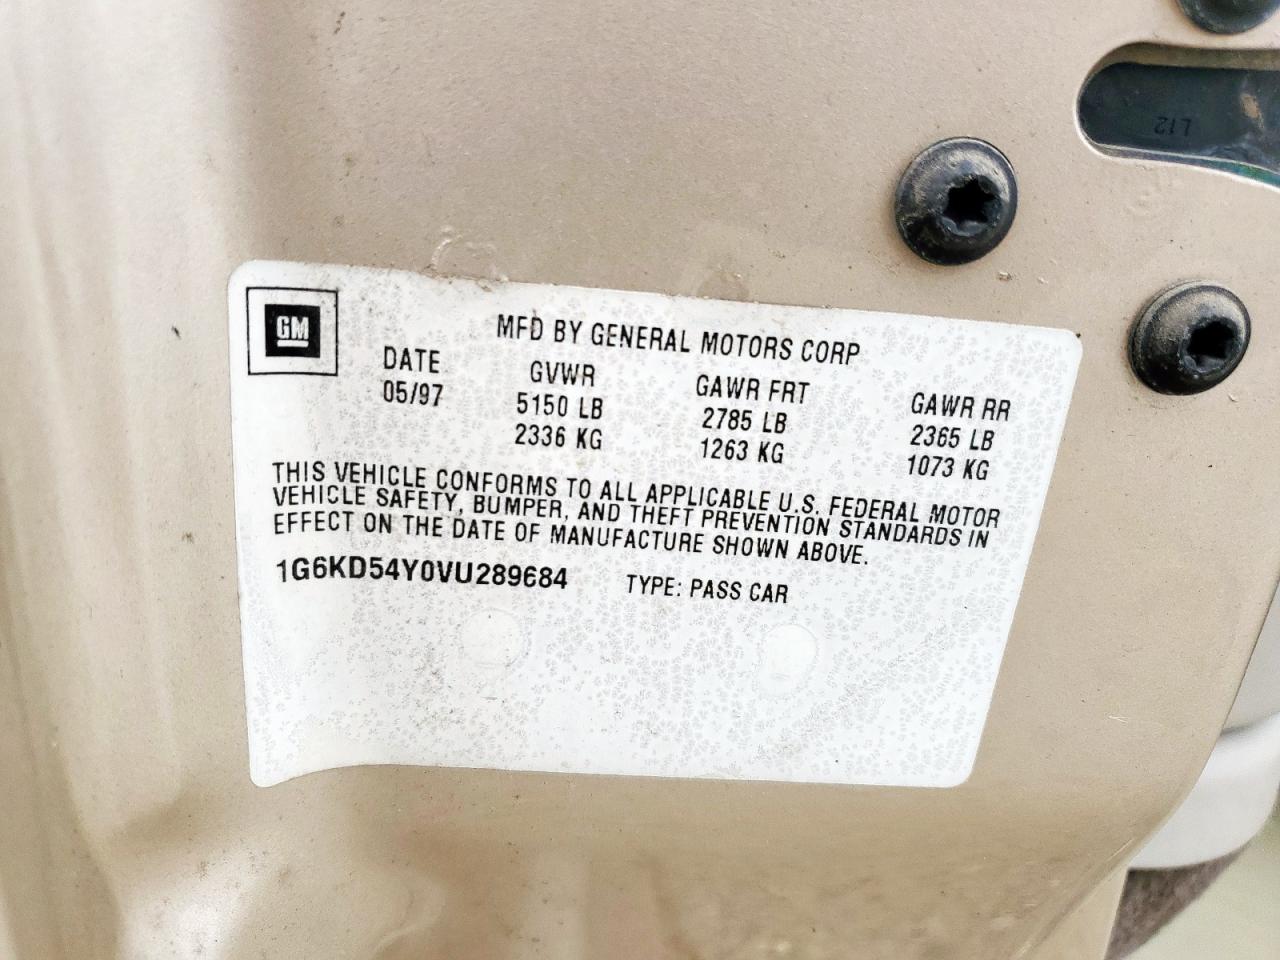 GM
MFD BY GENERAL MOTORS CORP
DATE GVWR GAWR FRT GAWR RR
05/97 5150 LB 2785 LB 2365 LB
2336 KG 1263 KG 1073 KG
THIS VEHICLE CONFORMS TO ALL APPLICABLE U.S. FEDERAL MOTOR
VEHICLE SAFETY, BUMPER, AND THEFT PREVENTION STANDARDS IN
EFFECT ON THE DATE OF MANUFACTURE SHOWN ABOVE.
1G6KD54Y0VU289684 TYPE: PASS CAR
L12